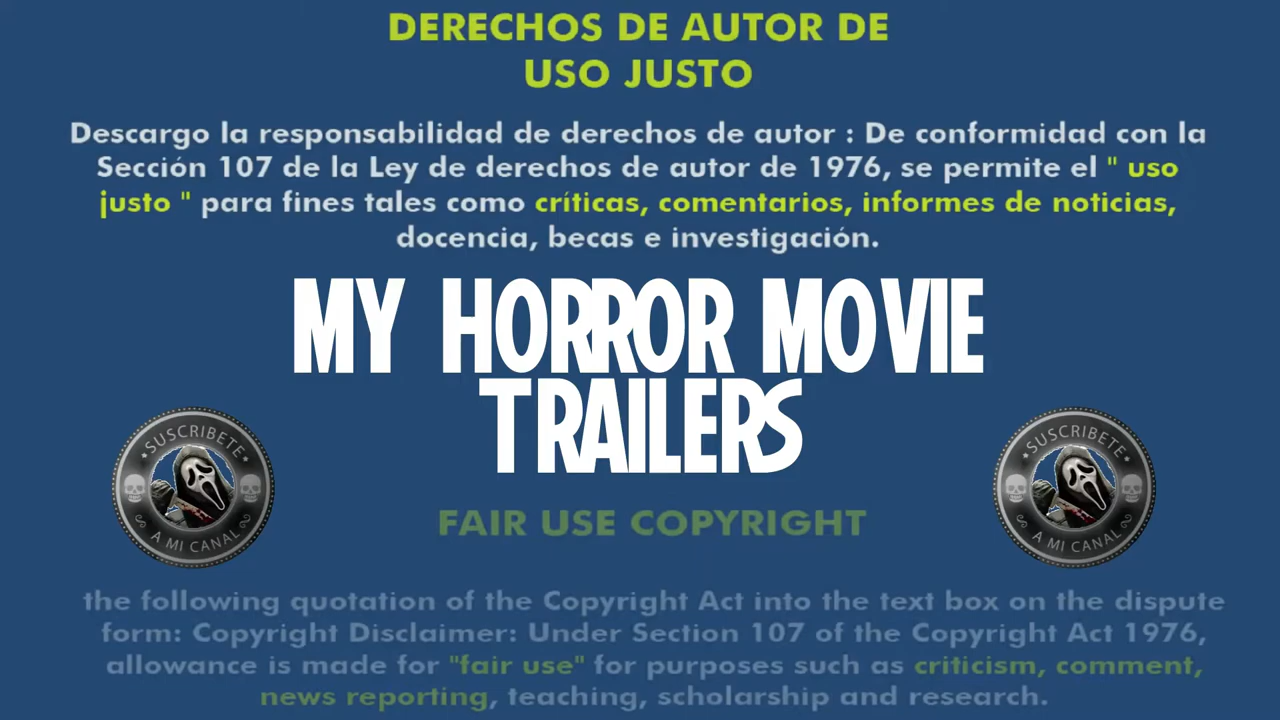 DERECHOS DE AUTOR DE
USO JUSTO
Descargo la responsabilidad de derechos de autor : De conformidad con la
Sección 107 de la Ley de derechos de autor de 1976, se permite el " uso
justo " para fines tales como críticas, comentarios, informes de noticias,
docencia, becas e investigación.
MY HORROR MOVIE
TRAILERS
SUSCRIBETE
A MI CANAL
SUSCRIBETE
A MI CANAL
FAIR USE COPYRIGHT
the following quotation of the Copyright Act into the text box on the dispute
form: Copyright Disclaimer: Under Section 107 of the Copyright Act 1976,
allowance is made for "fair use" for purposes such as criticism, comment,
news reporting, teaching, scholarship and research.